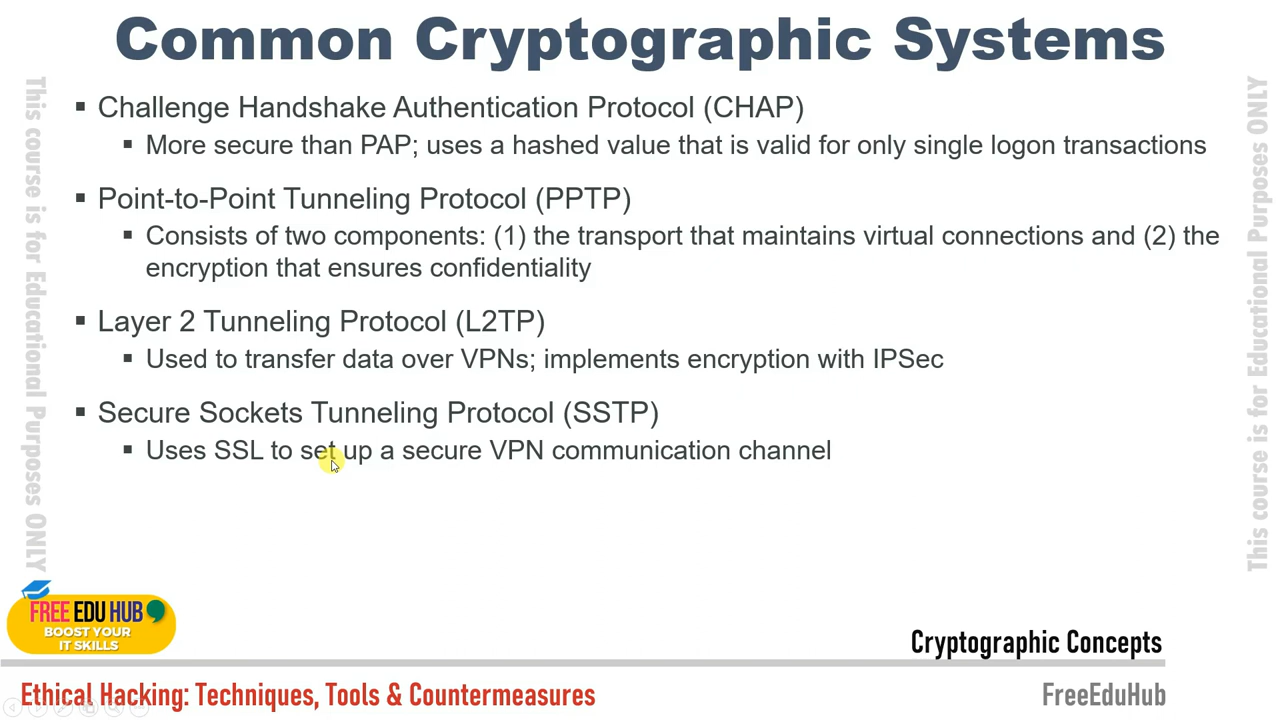 Common Cryptographic Systems
▪ Challenge Handshake Authentication Protocol (CHAP)
▪ More secure than PAP; uses a hashed value that is valid for only single logon transactions
▪ Point-to-Point Tunneling Protocol (PPTP)
▪ Consists of two components: (1) the transport that maintains virtual connections and (2) the
encryption that ensures confidentiality
▪ Layer 2 Tunneling Protocol (L2TP)
▪ Used to transfer data over VPNs; implements encryption with IPSec
▪ Secure Sockets Tunneling Protocol (SSTP)
▪ Uses SSL to set up a secure VPN communication channel
This course is for Educational Purposes ONLY
This course is for Educational Purposes ONLY
FREE EDU HUB
BOOST YOUR
IT SKILLS
Cryptographic Concepts
Ethical Hacking: Techniques, Tools & Countermeasures
FreeEduHub